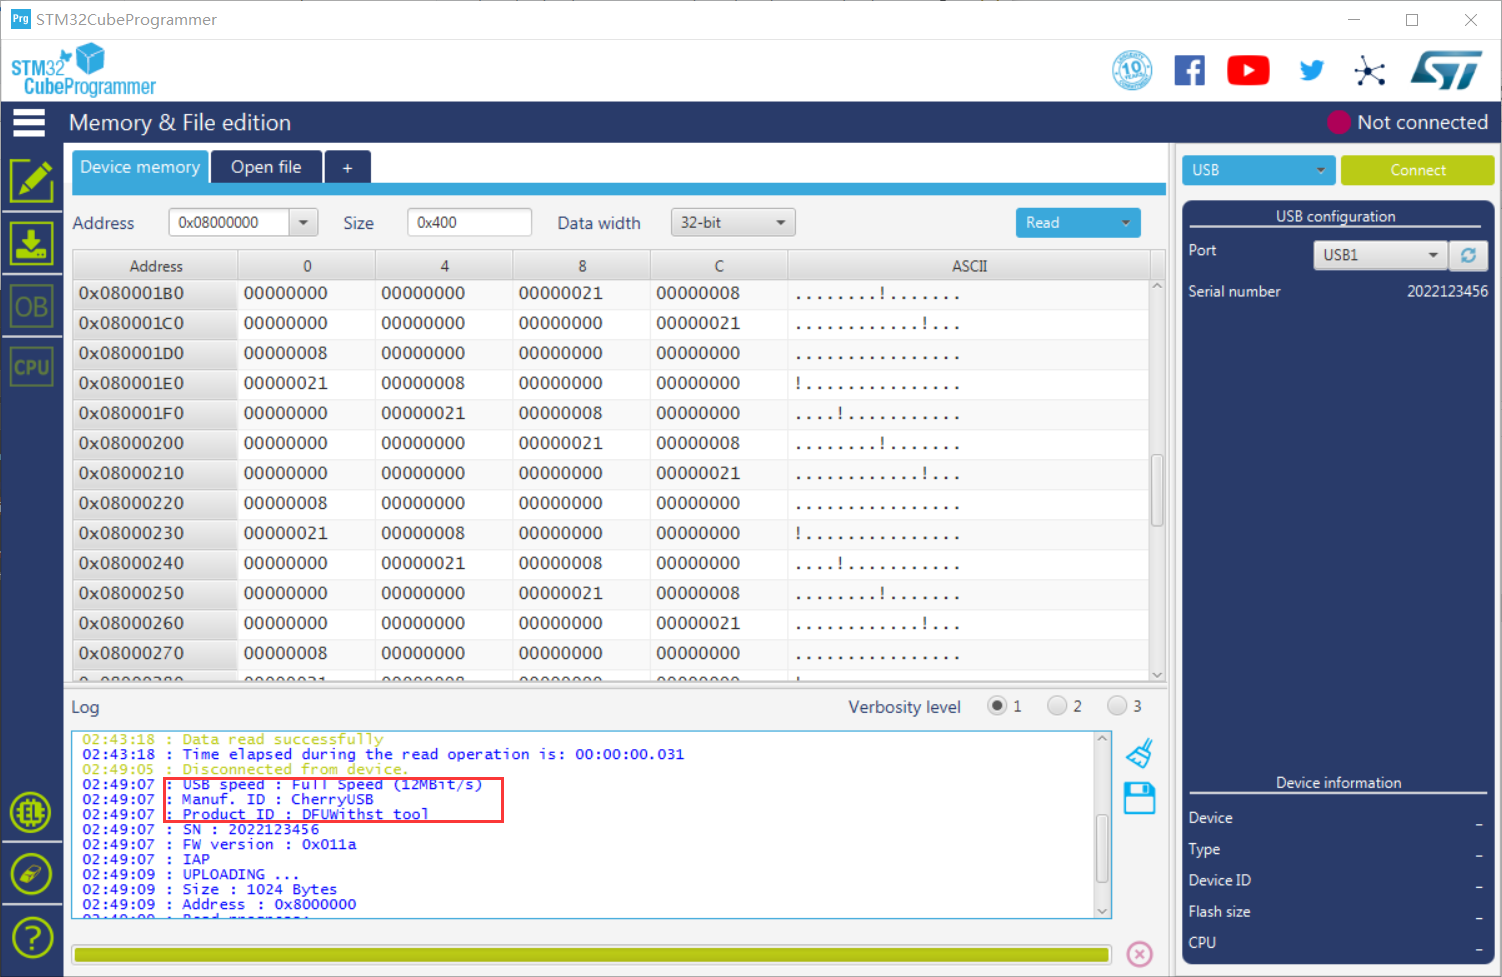 Prg STM32CubeProgrammer
STM32
CubeProgrammer
10 YEARS
ST
Memory & File edition
Not connected
Device memory
Open file
+
USB
Connect
Address
0x08000000
Size
0x400
Data width
32-bit
Read
USB configuration
Port
USB1
Serial number
2022123456
Address 0 4 8 C ASCII
0x080001B0 00000000 00000000 00000021 00000008 ........!.......
0x080001C0 00000000 00000000 00000000 00000021 ............!...
0x080001D0 00000008 00000000 00000000 00000000 ................
0x080001E0 00000021 00000008 00000000 00000000 !...............
0x080001F0 00000000 00000021 00000008 00000000 ....!...........
0x08000200 00000000 00000000 00000021 00000008 ........!.......
0x08000210 00000000 00000000 00000000 00000021 ............!...
0x08000220 00000008 00000000 00000000 00000000 ................
0x08000230 00000021 00000008 00000000 00000000 !...............
0x08000240 00000000 00000021 00000008 00000000 ....!...........
0x08000250 00000000 00000000 00000021 00000008 ........!.......
0x08000260 00000000 00000000 00000000 00000021 ............!...
0x08000270 00000008 00000000 00000000 00000000 ................
OB
CPU
Log
Verbosity level
1
2
3
02:43:18 : Data read successfully
02:43:18 : Time elapsed during the read operation is: 00:00:00.031
02:49:05 : Disconnected from device.
02:49:07 : USB speed : Full Speed (12MBit/s)
02:49:07 : Manuf. ID : CherryUSB
02:49:07 : Product ID : DFUWithst tool
02:49:07 : SN : 2022123456
02:49:07 : FW version : 0x011a
02:49:07 : IAP
02:49:09 : UPLOADING ...
02:49:09 : Size : 1024 Bytes
02:49:09 : Address : 0x8000000
02:49:09 : Read progress:
Device information
Device -
Type -
Device ID -
Flash size -
CPU -
?